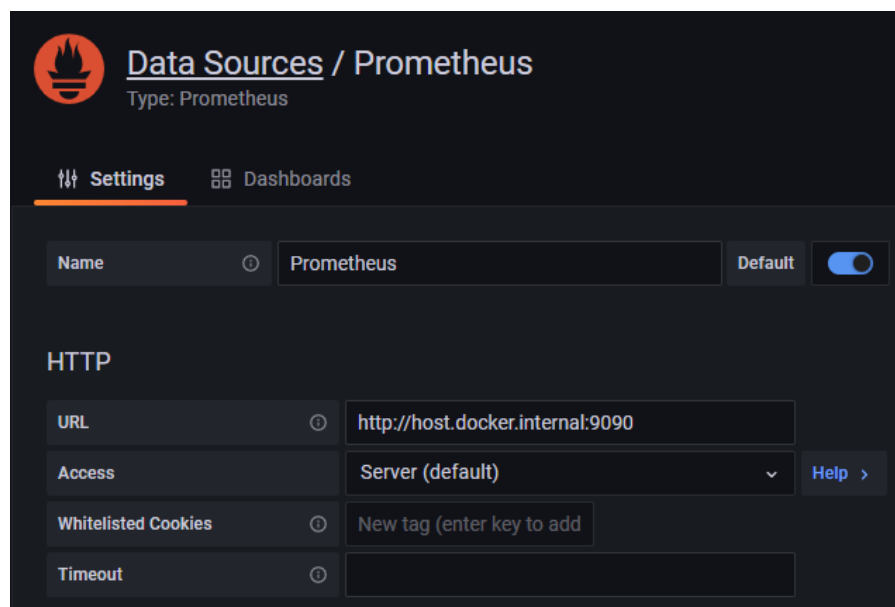 Data Sources / Prometheus
Type: Prometheus
Settings Dashboards
Name Prometheus Default
HTTP
URL http://host.docker.internal:9090
Access Server (default) Help >
Whitelisted Cookies New tag (enter key to add
Timeout